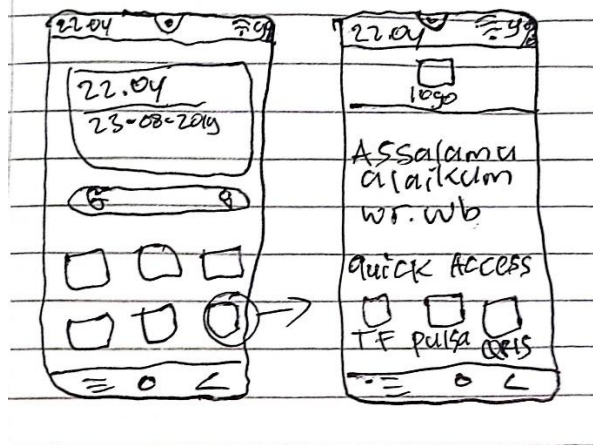 22.04
22.04
23-08-2019
G
22.04
logo
Assalamu
alaikum
wr.wb
Quick Access
TF pulsa QRIS